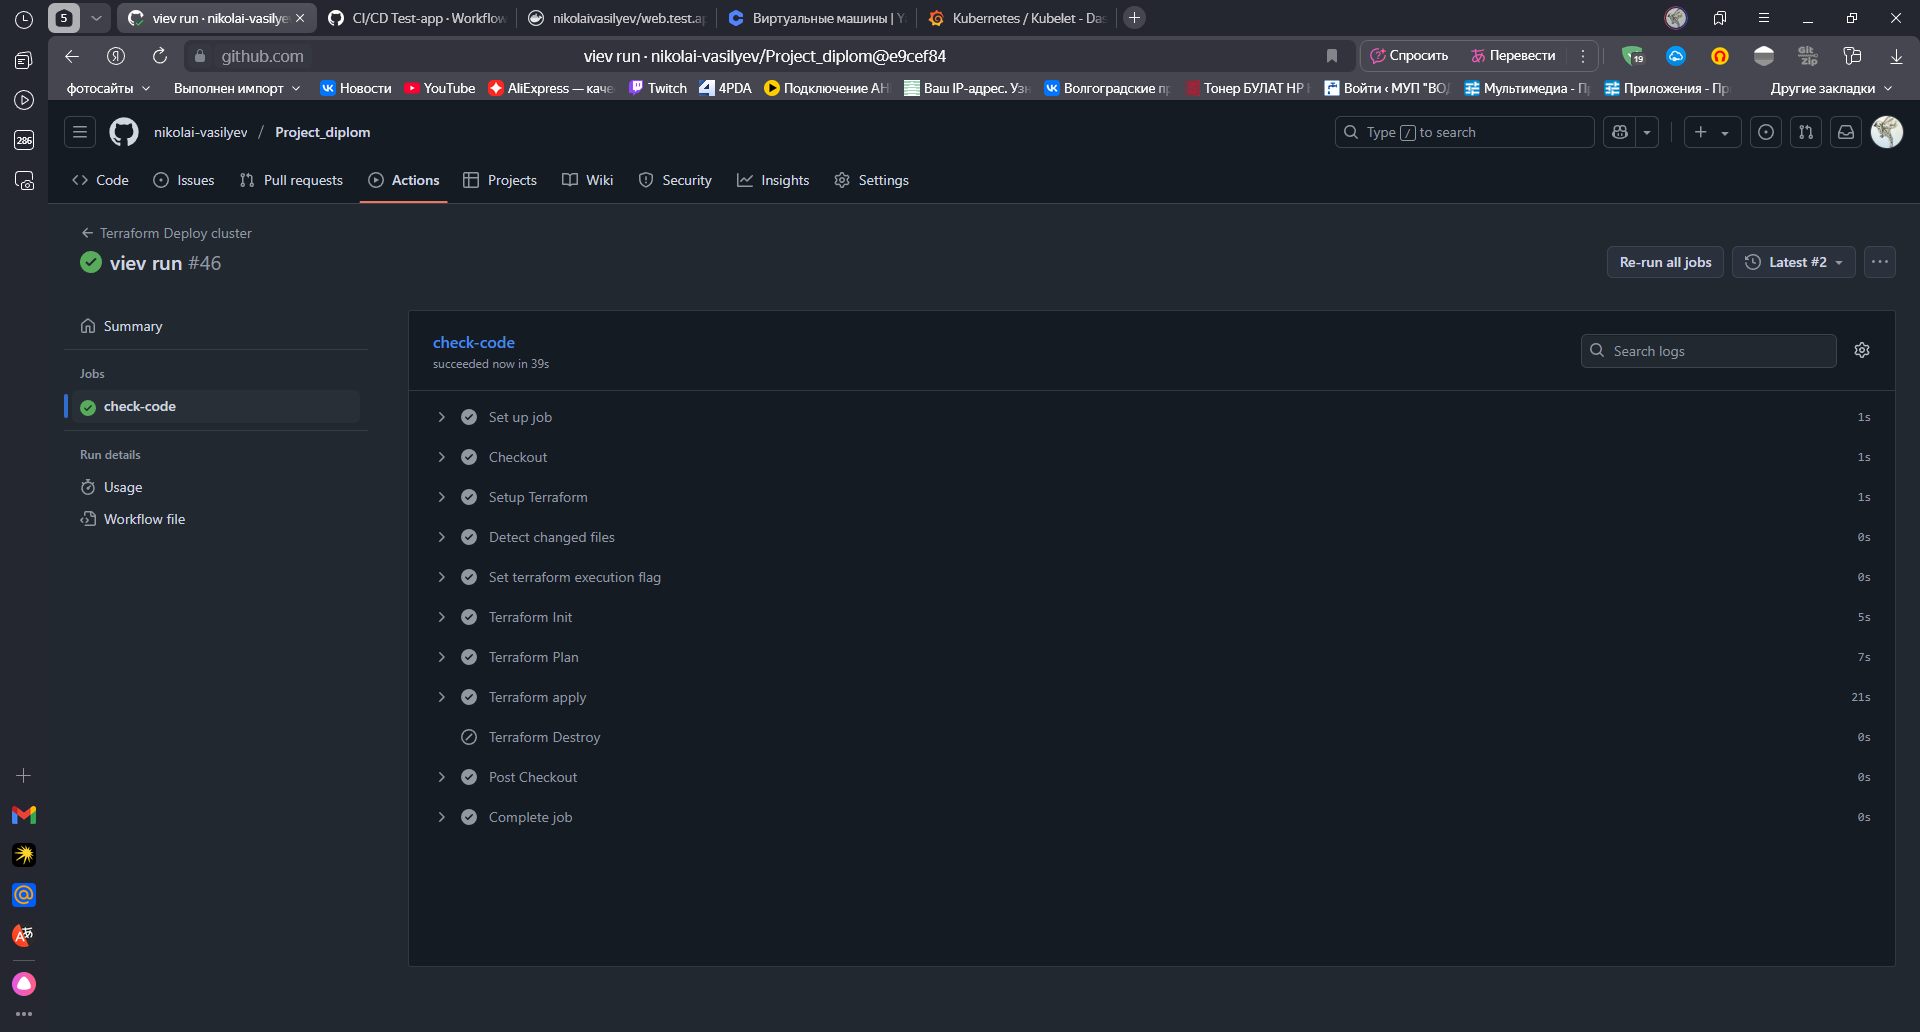 5
viev run · nikolai-vasilye
CI/CD Test-app · Workflow
nikolaivasilyev/web.test.a
Виртуальные машины | Y
Kubernetes / Kubelet - Da
github.com
viev run · nikolai-vasilyev/Project_diplom@e9cef84
Спросить
Перевести
19
Git Zip
фотосайты
Выполнен импорт
Новости
YouTube
AliExpress — каче
Twitch
4PDA
Подключение АН
Ваш IP-адрес. Узн
Волгоградские пр
Тонер БУЛАТ HP
Войти ‹ МУП "ВОД
Мультимедиа - П
Приложения - Пр
Другие закладки
286
nikolai-vasilyev / Project_diplom
Type / to search
Code
Issues
Pull requests
Actions
Projects
Wiki
Security
Insights
Settings
Terraform Deploy cluster
viev run #46
Re-run all jobs
Latest #2
Summary
Jobs
check-code
Run details
Usage
Workflow file
check-code
succeeded now in 39s
Search logs
Set up job 1s
Checkout 1s
Setup Terraform 1s
Detect changed files 0s
Set terraform execution flag 0s
Terraform Init 5s
Terraform Plan 7s
Terraform apply 21s
Terraform Destroy 0s
Post Checkout 0s
Complete job 0s